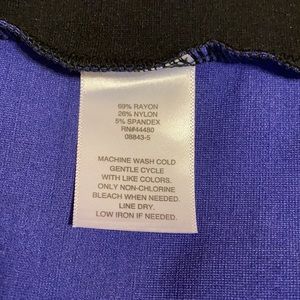 69% RAYON
26% NYLON
5% SPANDEX
RN#44480
08843-5
MACHINE WASH COLD
GENTLE CYCLE
WITH LIKE COLORS.
ONLY NON-CHLORINE
BLEACH WHEN NEEDED.
LINE DRY.
LOW IRON IF NEEDED.